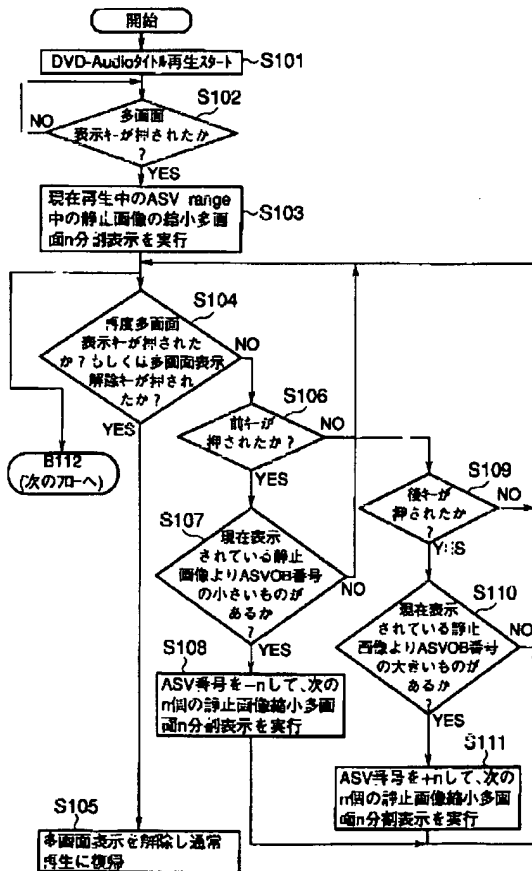 開始
DVD-Audioタイトル再生スタート
S101
S102
多画面
表示キーが押されたか
?
NO
YES
現在再生中のASV range
中の静止画像の縮小多画
面n分割表示を実行
S103
S104
再度多画面
表示キーが押された
か?もしくは多画面表示
解除キーが押され
たか?
NO
YES
B112
(次のフローへ)
S106
前キーが
押されたか?
NO
YES
S109
後キーが
押されたか
?
NO
YES
S107
現在表示
されている静止
画像よりASVOB番号
の小さいものが
あるか
?
NO
YES
S110
現在表示
されている静止
画像よりASVOB番号
の大きいものが
あるか
?
NO
YES
S108
ASV番号を-nして、次の
n個の静止画像縮小多画
面n分割表示を実行
S111
ASV番号を+nして、次の
n個の静止画像縮小多画
面n分割表示を実行
S105
多画面表示を解除し通常
再生に復帰